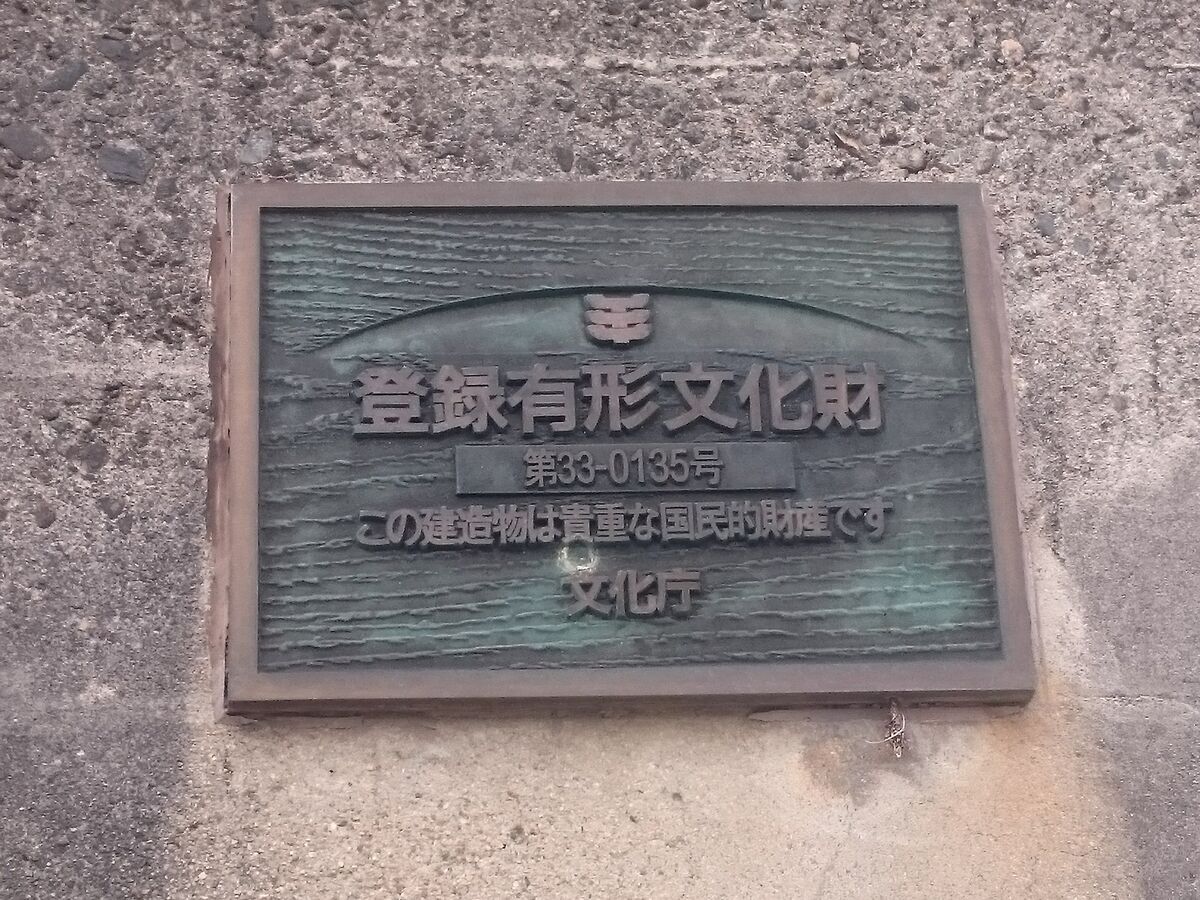 登録有形文化財
第33-0135号
この建造物は貴重な国民的財産です
文化庁